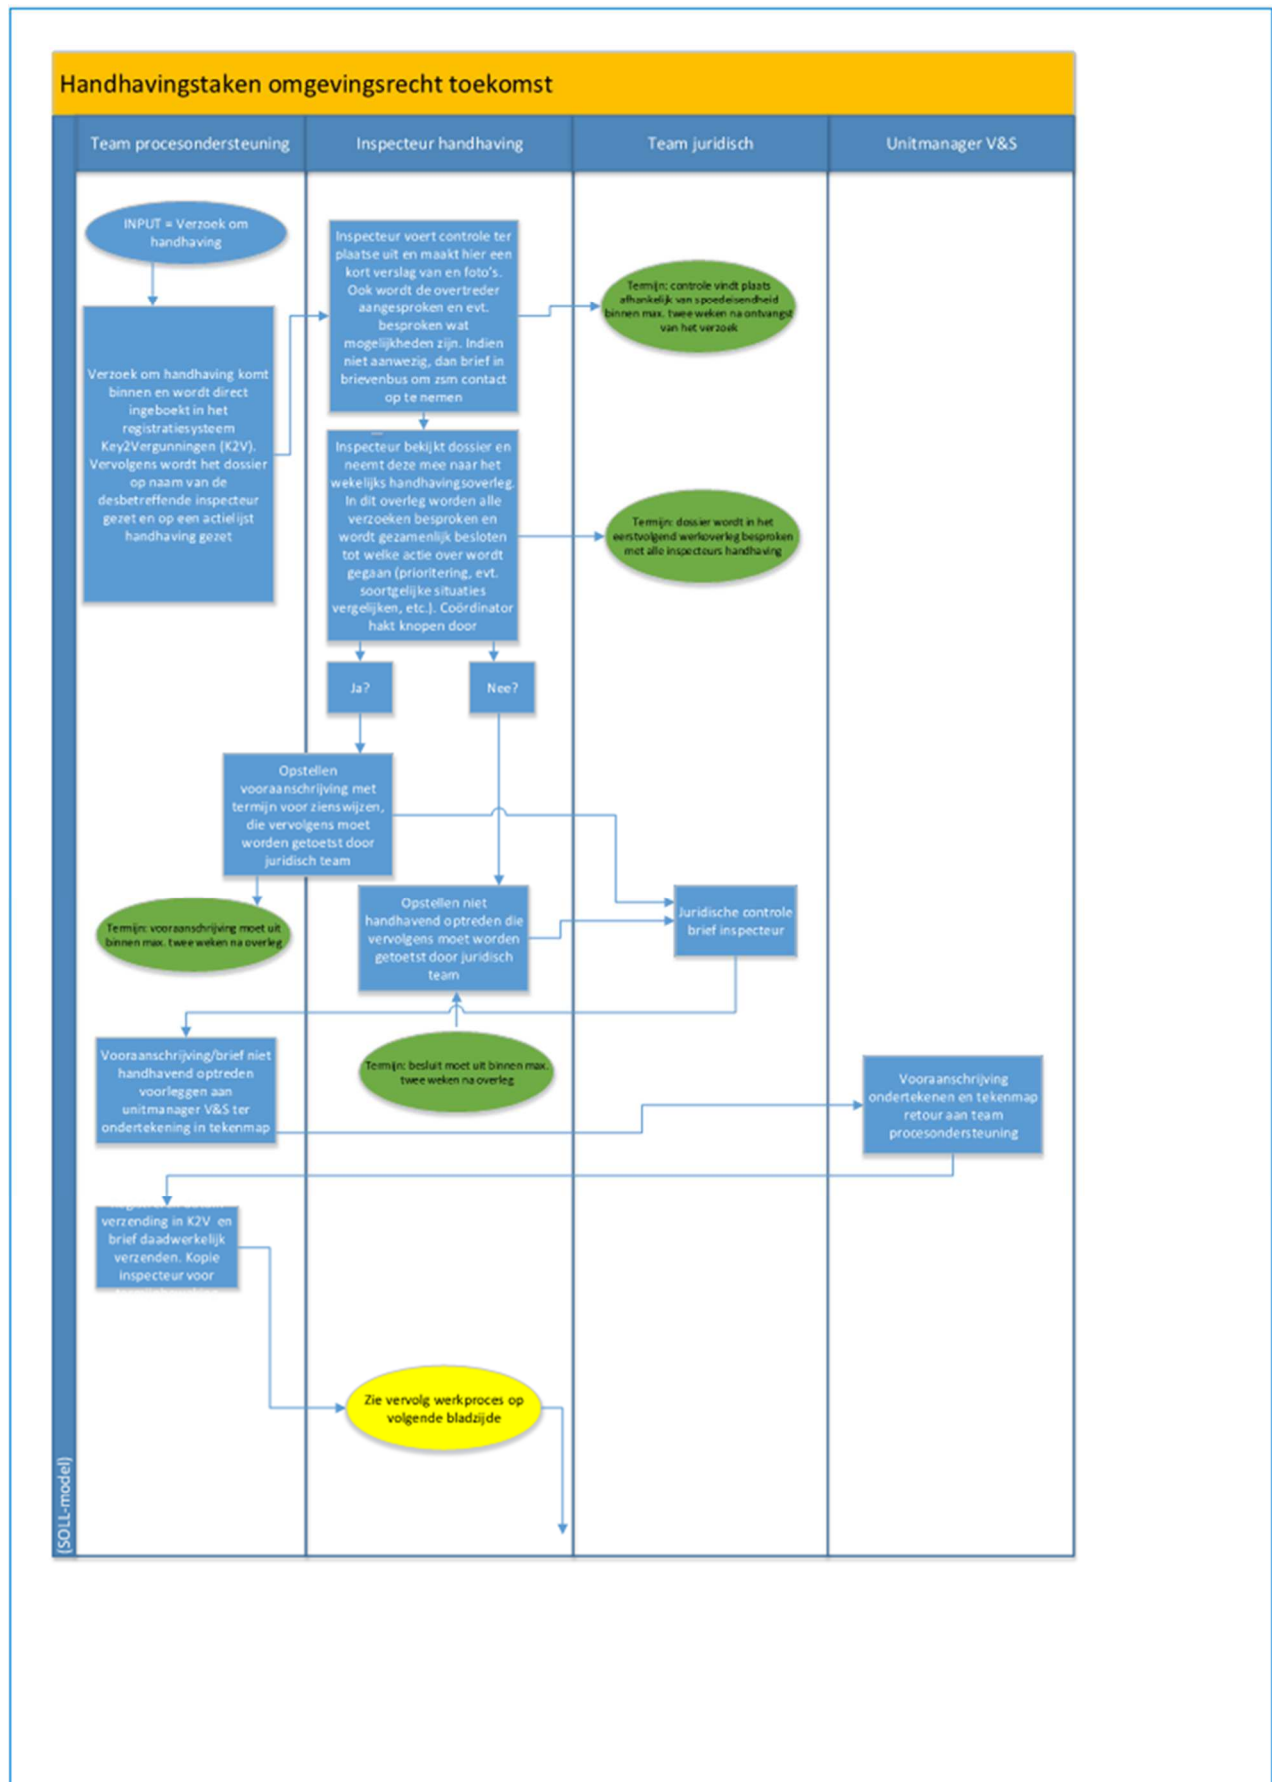 Handhavingstaken omgevingsrecht toekomst
Team procesondersteuning
Inspecteur handhaving
Team juridisch
Unitmanager V&S
INPUT = Verzoek om
handhaving
Verzoek om handhaving komt
binnen en wordt direct
ingeboekt in het
registratiesysteem
Key2Vergunningen (K2V).
Vervolgens wordt het dossier
op naam van de
desbetreffende inspecteur
gezet en op een actielijst
handhaving gezet
Inspecteur voert controle ter
plaatse uit en maakt hier een
kort verslag van en foto's.
Ook wordt de overtreder
aangesproken en evt.
besproken wat
mogelijkheden zijn. Indien
niet aanwezig, dan brief in
brievenbus om zsm contact
op te nemen
Termijn: controle vindt plaats
afhankelijk van spoedeisendheid
binnen max. twee weken na ontvangst
van het verzoek
Inspecteur bekijkt dossier en
neemt deze mee naar het
wekelijks handhavingsoverleg.
In dit overleg worden alle
verzoeken besproken en
wordt gezamenlijk besloten
tot welke actie over wordt
gegaan (prioritering, evt.
soortgelijke situaties
vergelijken, etc.). Coördinator
hakt knopen door
Termijn: dossier wordt in het
eerstvolgend werkoverleg besproken
met alle inspecteurs handhaving
Ja?
Nee?
Opstellen
vooraanschrijving met
termijn voor zienswijzen,
die vervolgens moet
worden getoetst door
juridisch team
Termijn: vooraanschrijving moet uit
binnen max. twee weken na overleg
Opstellen niet
handhavend optreden die
vervolgens moet worden
getoetst door juridisch
team
Juridische controle
brief inspecteur
Termijn: besluit moet uit binnen max.
twee weken na overleg
Vooraanschrijving/brief niet
handhavend optreden
voorleggen aan
unitmanager V&S ter
ondertekening in tekenmap
Vooraanschrijving
ondertekenen en tekenmap
retour aan team
procesondersteuning
verzending in K2V en
brief daadwerkelijk
verzenden. Kopie
inspecteur voor
Zie vervolg werkproces op
volgende bladzijde
(SOLL-model)